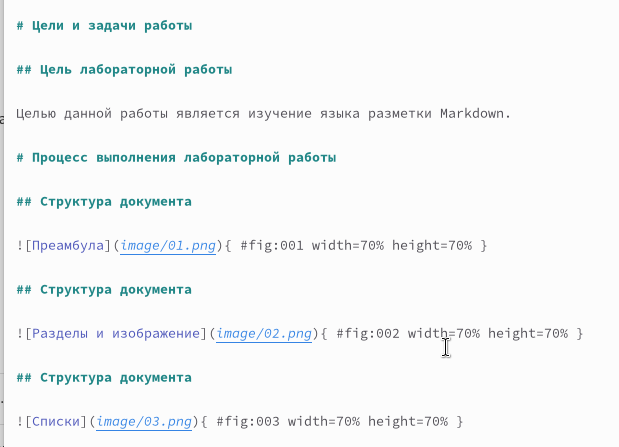 # Цели и задачи работы
## Цель лабораторной работы
Целью данной работы является изучение языка разметки Markdown.
# Процесс выполнения лабораторной работы
## Структура документа
![Преамбула](image/01.png){ #fig:001 width=70% height=70% }
## Структура документа
![Разделы и изображение](image/02.png){ #fig:002 width=70% height=70% }
## Структура документа
![Списки](image/03.png){ #fig:003 width=70% height=70% }